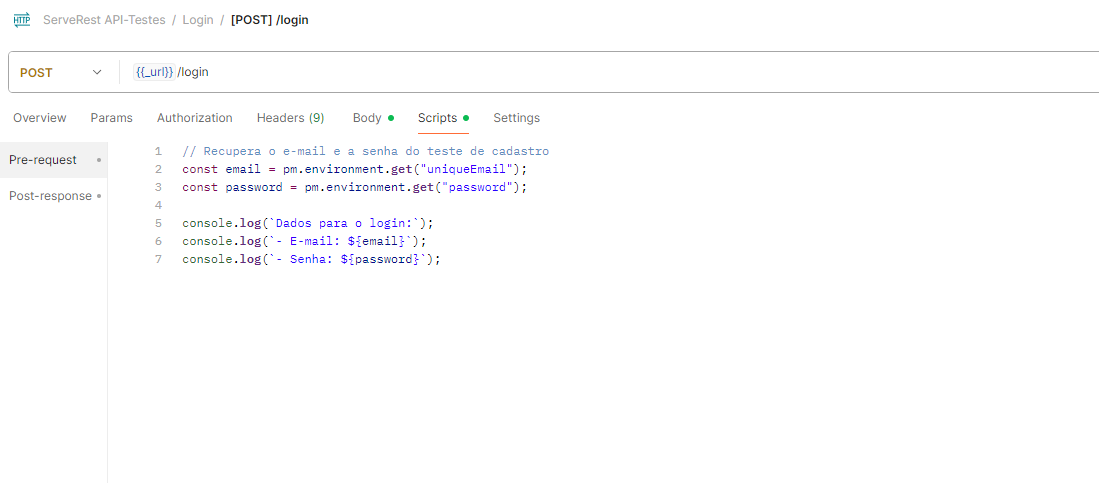 HTTP ServeRest API-Testes / Login / [POST] /login
POST {{_url}}/login
Overview Params Authorization Headers (9) Body Scripts Settings
Pre-request
Post-response
1 // Recupera o e-mail e a senha do teste de cadastro
2 const email = pm.environment.get("uniqueEmail");
3 const password = pm.environment.get("password");
4
5 console.log(`Dados para o login:`);
6 console.log(`- E-mail: ${email}`);
7 console.log(`- Senha: ${password}`);